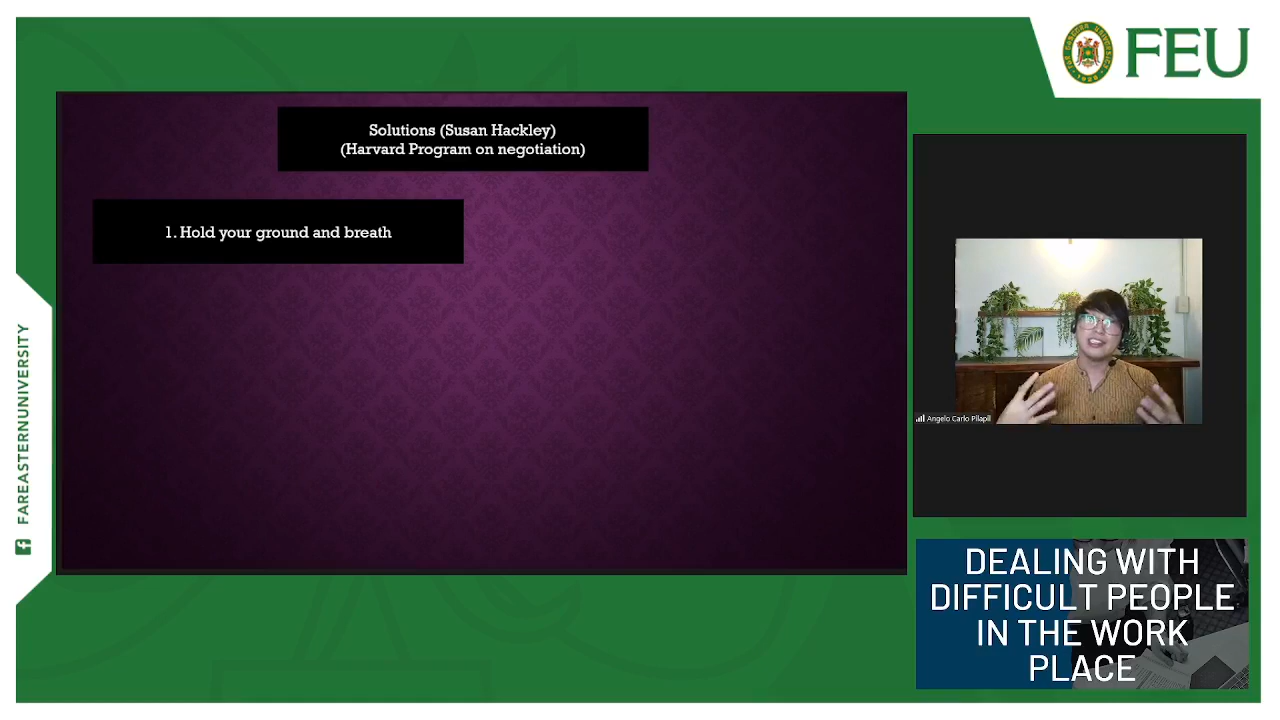 FEU
Solutions (Susan Hackley)
(Harvard Program on negotiation)
1. Hold your ground and breath
Angelo Carlo Pilapil
FAREASTERNUNIVERSITY
DEALING WITH
DIFFICULT PEOPLE
IN THE WORK
PLACE